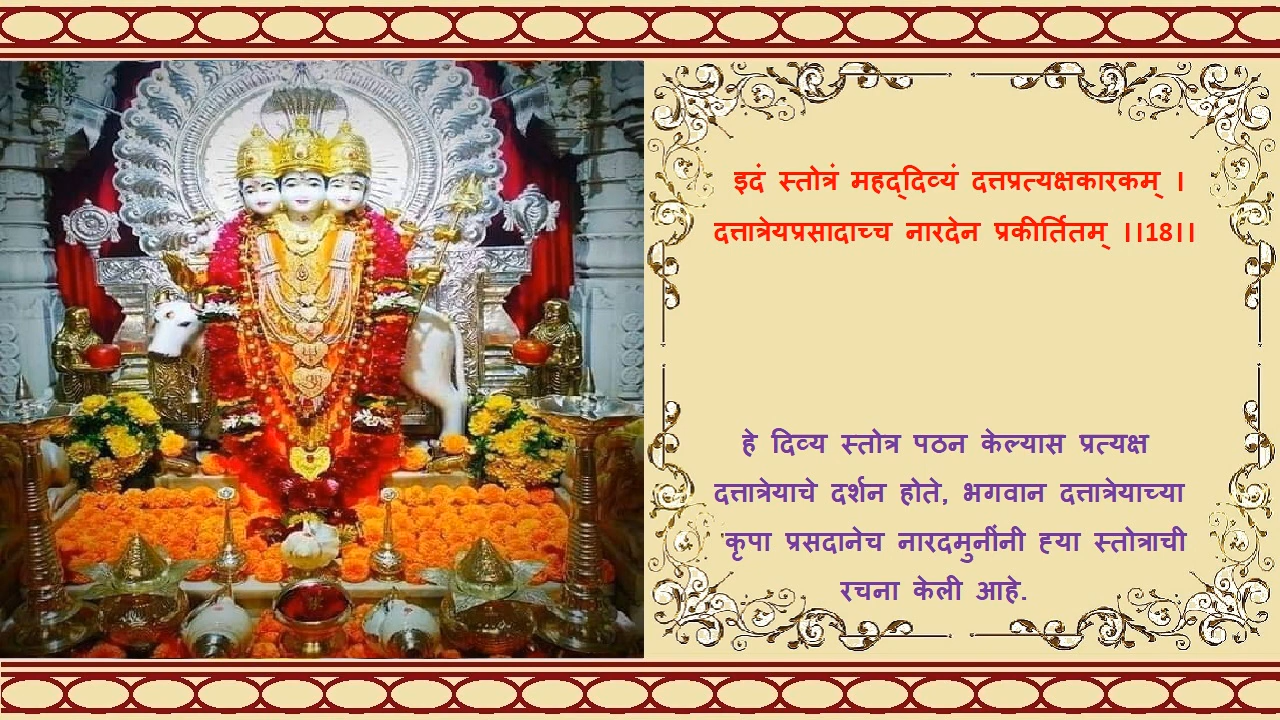 इदं स्तोत्रं महद्‌दिव्यं दत्तप्रत्यक्षकारकम् ।
दत्तात्रेयप्रसादाच्च नारदेन प्रकीर्तितम् ।।18।।
हे दिव्य स्तोत्र पठन केल्यास प्रत्यक्ष
दत्तात्रेयाचे दर्शन होते, भगवान दत्तात्रेयाच्या
कृपा प्रसदानेच नारदमुनींनी ह्या स्तोत्राची
रचना केली आहे.